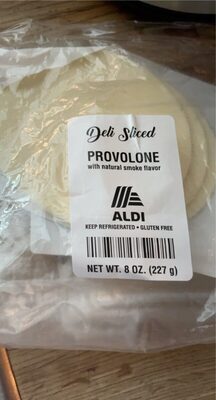 Deli Sliced
PROVOLONE
with natural smoke flavor
ALDI
KEEP REFRIGERATED • GLUTEN FREE
NET WT. 8 OZ. (227 g)